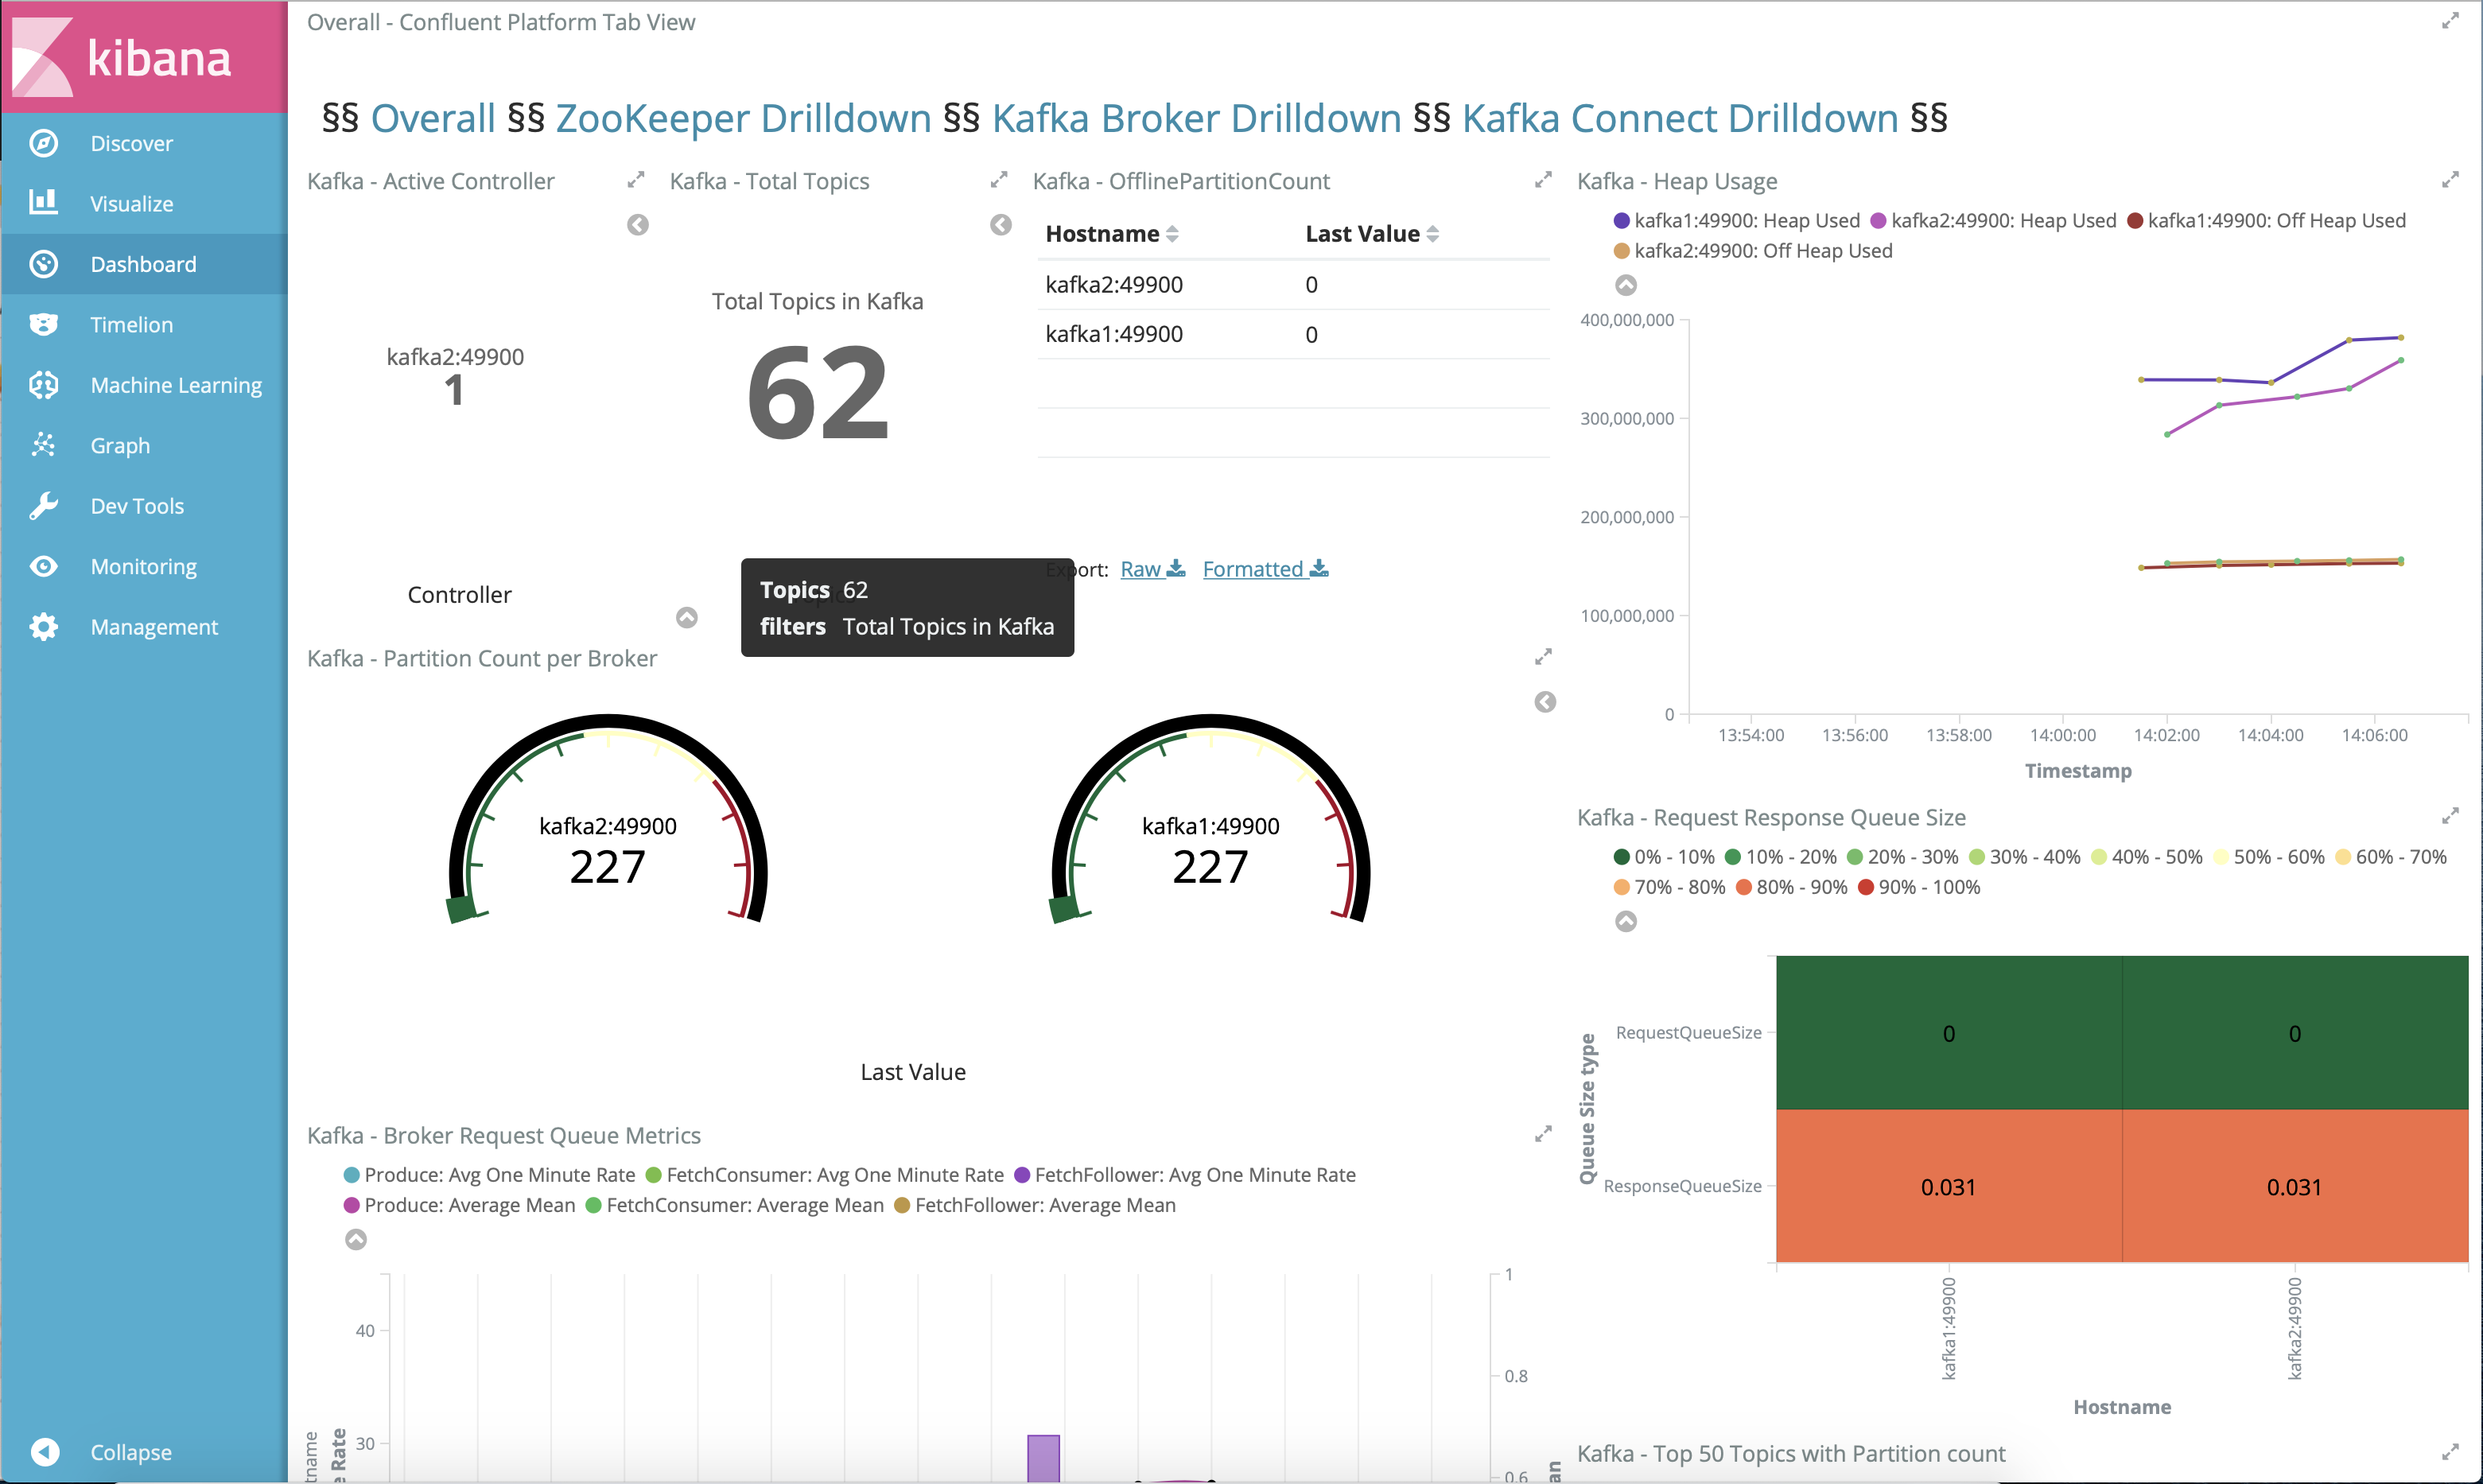 kibana
Discover
Visualize
Dashboard
Timelion
Machine Learning
Graph
Dev Tools
Monitoring
Management
Collapse
Overall - Confluent Platform Tab View
§§ Overall §§ ZooKeeper Drilldown §§ Kafka Broker Drilldown §§ Kafka Connect Drilldown §§
Kafka - Active Controller
kafka2:49900
1
Controller
Kafka - Total Topics
Total Topics in Kafka
62
Topics 62
filters Total Topics in Kafka
Kafka - OfflinePartitionCount
Hostname Last Value
kafka2:49900 0
kafka1:49900 0
Export: Raw Formatted
Kafka - Heap Usage
kafka1:49900: Heap Used kafka2:49900: Heap Used kafka1:49900: Off Heap Used
kafka2:49900: Off Heap Used
400,000,000
300,000,000
200,000,000
100,000,000
0
13:54:00 13:56:00 13:58:00 14:00:00 14:02:00 14:04:00 14:06:00
Timestamp
Kafka - Partition Count per Broker
kafka2:49900
227
kafka1:49900
227
Last Value
Kafka - Request Response Queue Size
0% - 10% 10% - 20% 20% - 30% 30% - 40% 40% - 50% 50% - 60% 60% - 70%
70% - 80% 80% - 90% 90% - 100%
Queue Size type
RequestQueueSize 0 0
ResponseQueueSize 0.031 0.031
kafka1:49900 kafka2:49900
Hostname
Kafka - Broker Request Queue Metrics
Produce: Avg One Minute Rate FetchConsumer: Avg One Minute Rate FetchFollower: Avg One Minute Rate
Produce: Average Mean FetchConsumer: Average Mean FetchFollower: Average Mean
40
30
Rate
1
0.8
0.6
Kafka - Top 50 Topics with Partition count